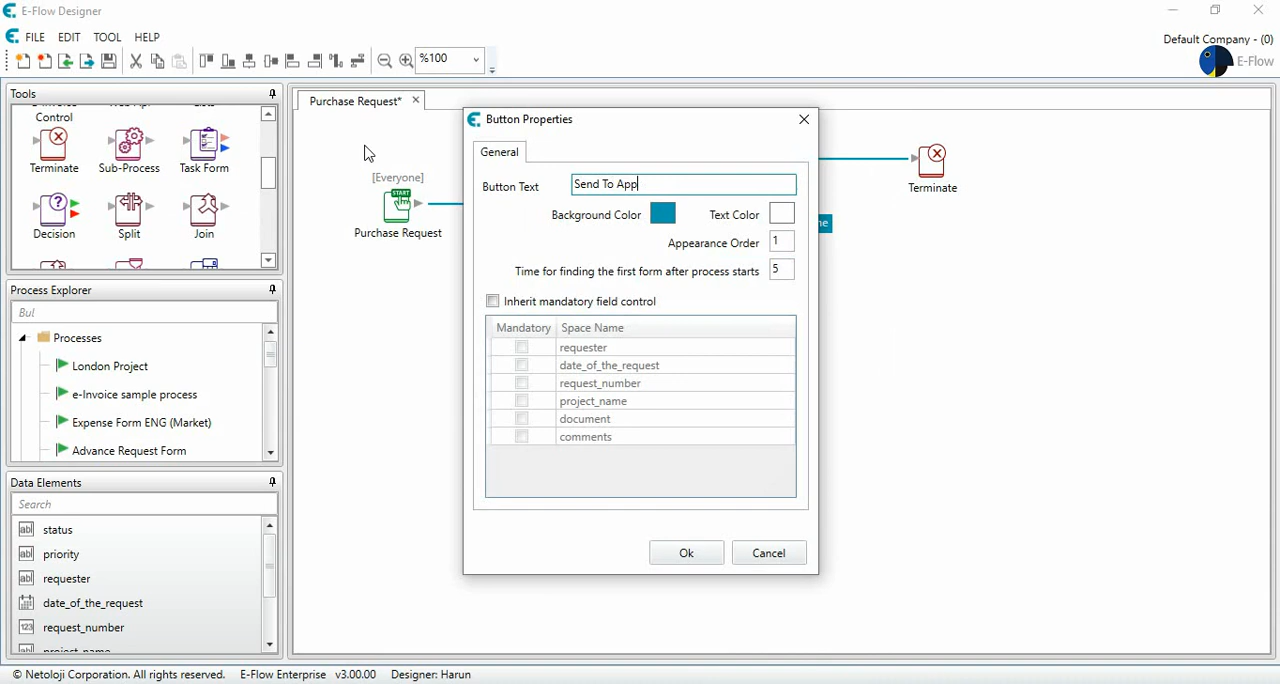 E-Flow Designer
FILE EDIT TOOL HELP
Default Company - (0)
%100
E-Flow
Tools
Control
Terminate Sub-Process Task Form
Decision Split Join
Process Explorer
Bul
Processes
London Project
e-Invoice sample process
Expense Form ENG (Market)
Advance Request Form
Data Elements
Search
status
priority
requester
date_of_the_request
request_number
Purchase Request*
[Everyone]
START
Purchase Request
Terminate
Button Properties
General
Button Text Send To App
Background Color Text Color
Appearance Order 1
Time for finding the first form after process starts 5
Inherit mandatory field control
Mandatory Space Name
requester
date_of_the_request
request_number
project_name
document
comments
Ok Cancel
© Netoloji Corporation. All rights reserved. E-Flow Enterprise v3.00.00 Designer: Harun